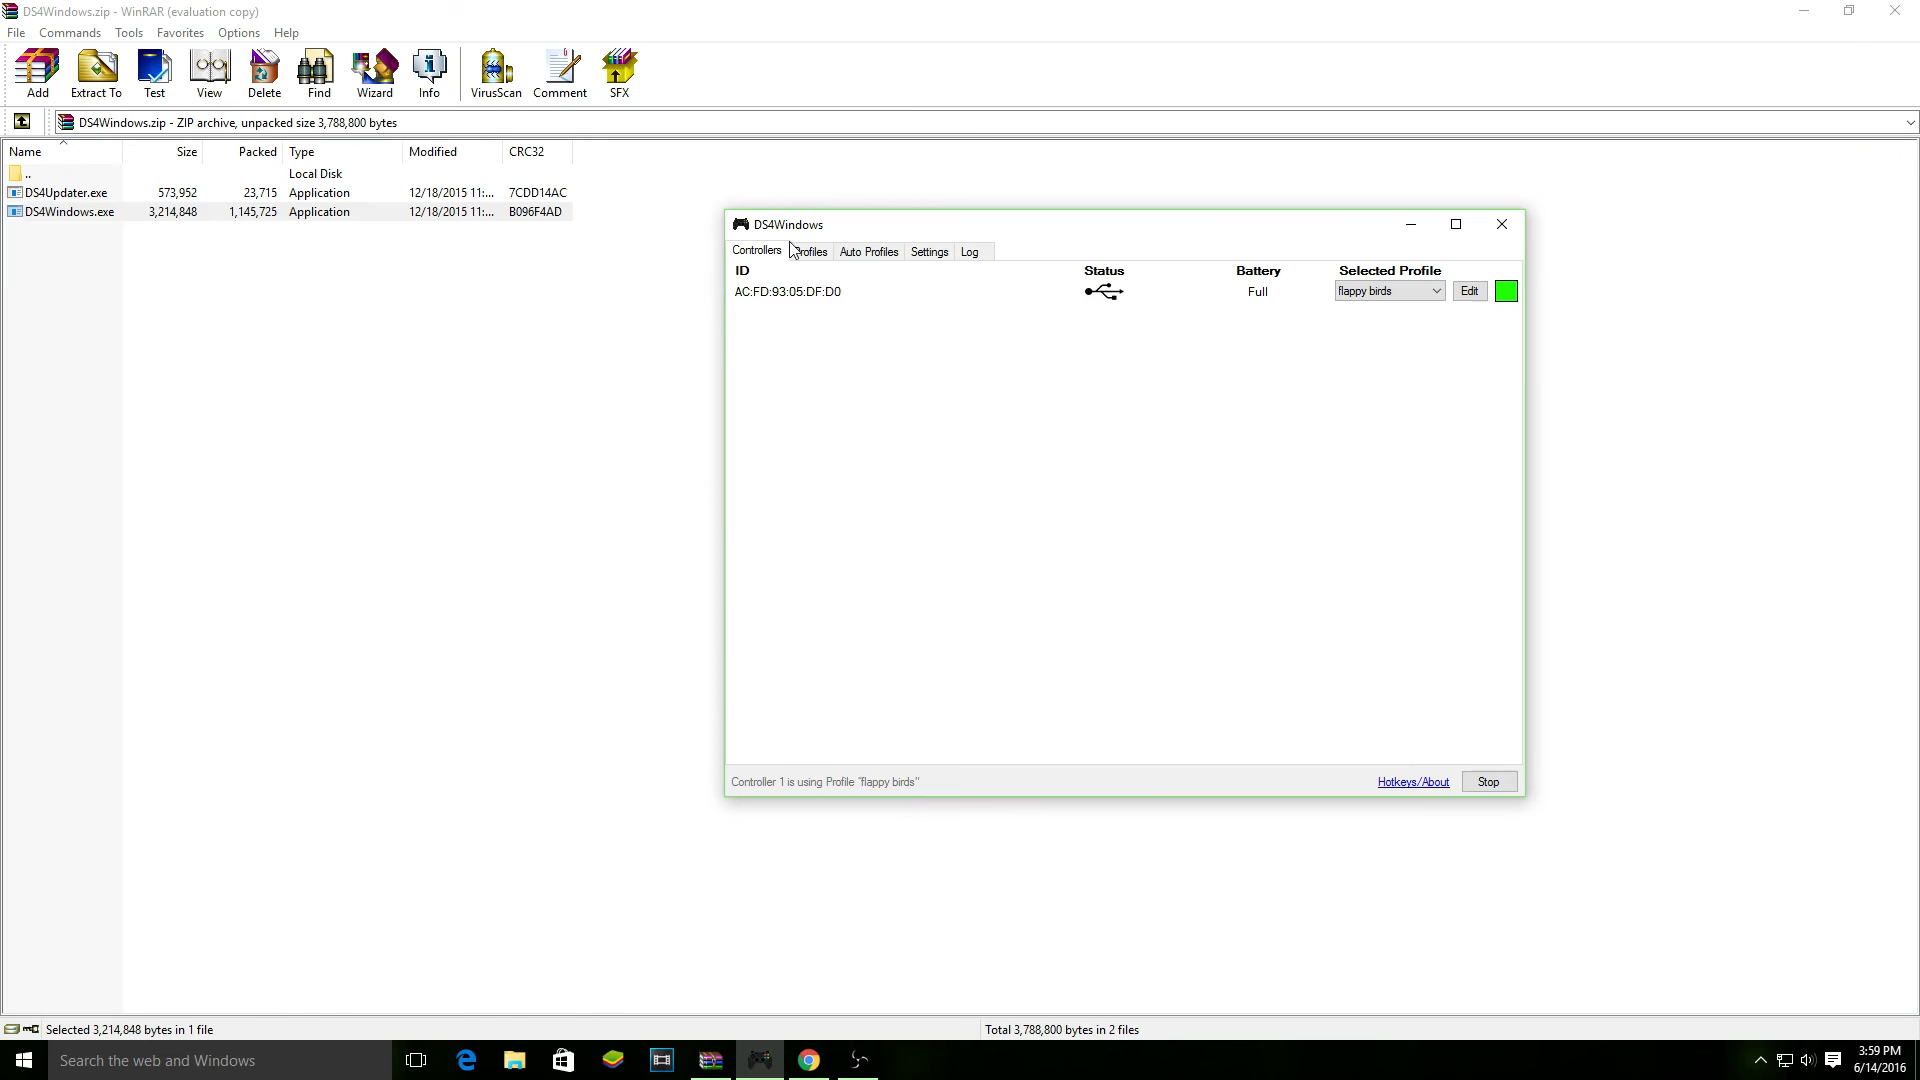 DS4Windows.zip - WinRAR (evaluation copy)
File Commands Tools Favorites Options Help
Add Extract To Test View Delete Find Wizard Info VirusScan Comment SFX
DS4Windows.zip - ZIP archive, unpacked size 3,788,800 bytes
Name Size Packed Type Modified CRC32
.. Local Disk
DS4Updater.exe 573,952 23,715 Application 12/18/2015 11:... 7CDD14AC
DS4Windows.exe 3,214,848 1,145,725 Application 12/18/2015 11:... B096F4AD
DS4Windows
Controllers Profiles Auto Profiles Settings Log
ID Status Battery Selected Profile
AC:FD:93:05:DF:D0 Full flappy birds Edit
Controller 1 is using Profile "flappy birds" Hotkeys/About Stop
Selected 3,214,848 bytes in 1 file Total 3,788,800 bytes in 2 files
Search the web and Windows
3:59 PM
6/14/2016